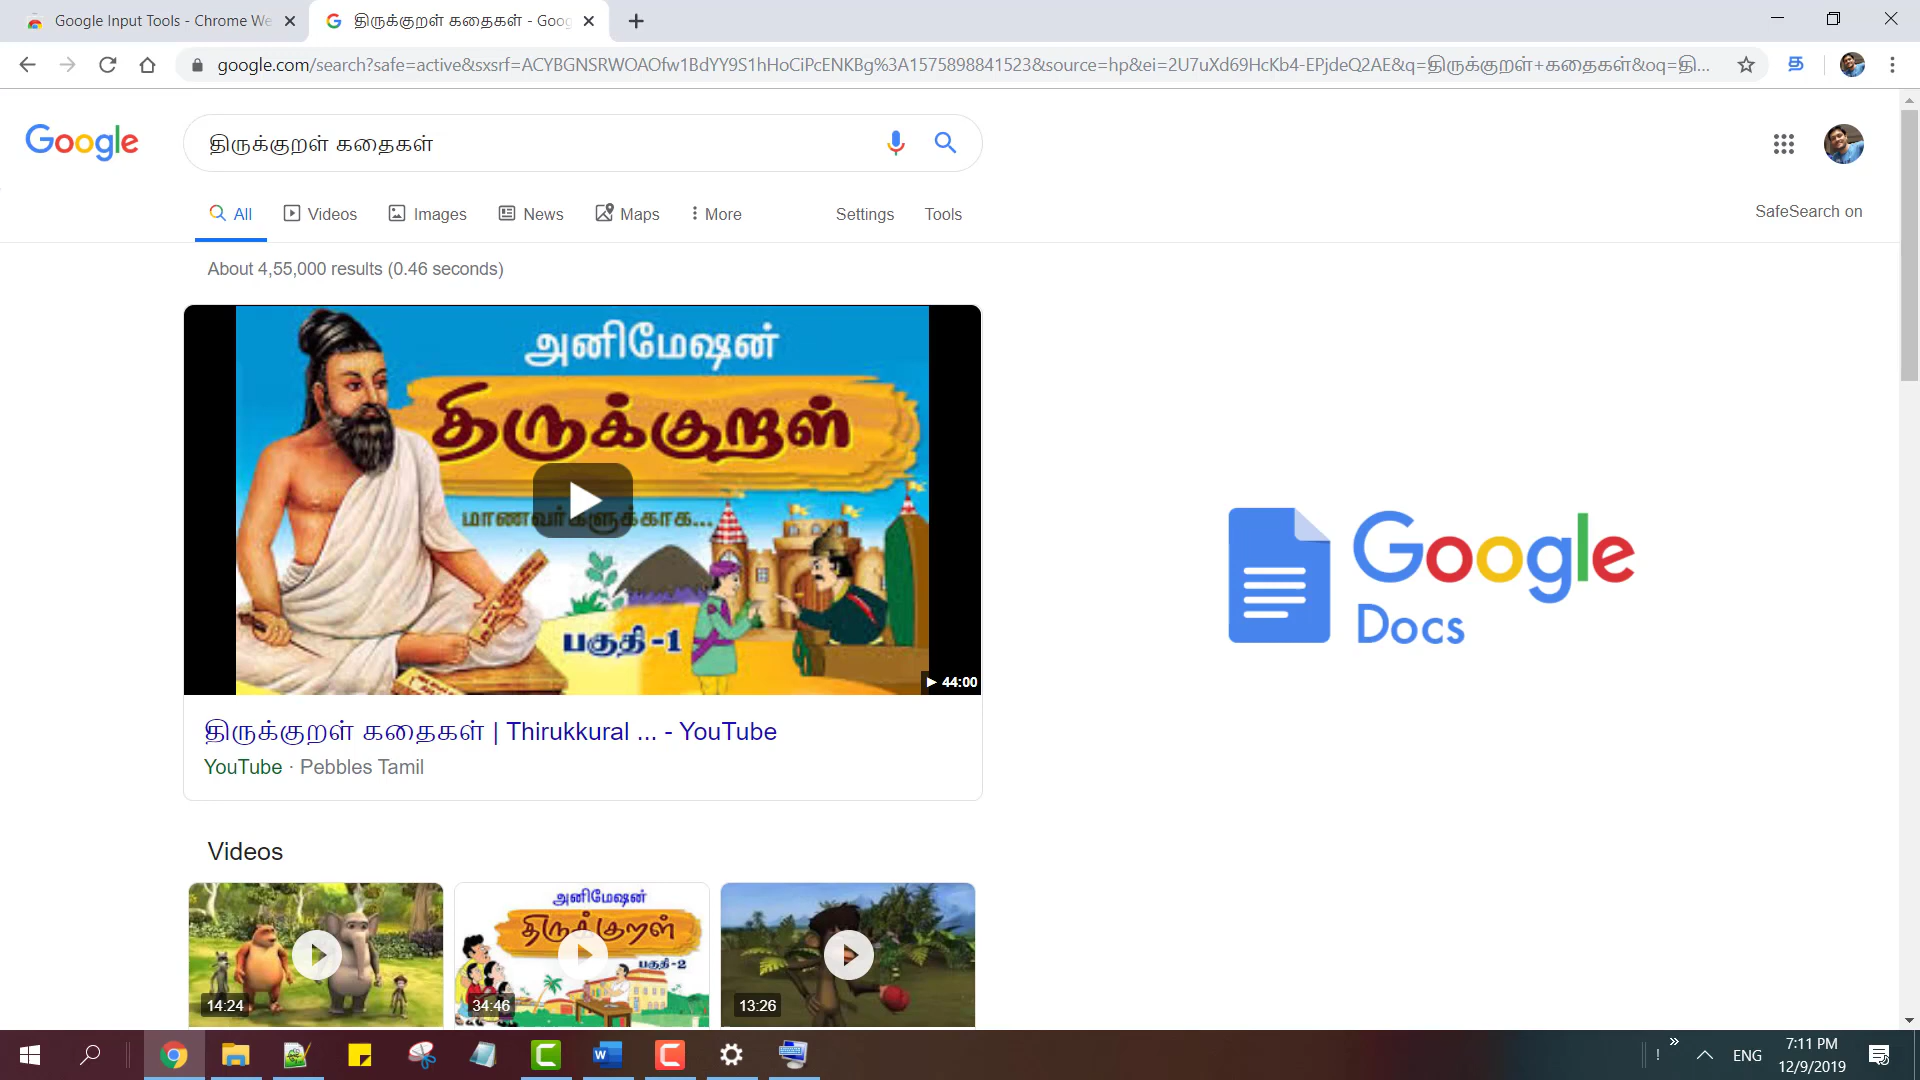 Google Input Tools - Chrome We
திருக்குறள் கதைகள் - Goog
google.com/search?safe=active&sxsrf=ACYBGNSRWOAOfw1BdYY9S1hHoCiPcENKBg%3A1575898841523&source=hp&ei=2U7uXd69HcKb4-EPjdeQ2AE&q=திருக்குறள்+கதைகள்&oq=தி...
த
Google
திருக்குறள் கதைகள்
All
Videos
Images
News
Maps
More
Settings
Tools
SafeSearch on
About 4,55,000 results (0.46 seconds)
அனிமேஷன்
திருக்குறள்
மாணவர்களுக்காக...
பகுதி -1
44:00
Google
Docs
திருக்குறள் கதைகள் | Thirukkural ... - YouTube
YouTube · Pebbles Tamil
Videos
14:24
அனிமேஷன்
திருக்குறள்
பகுதி-2
34:46
13:26
ENG
7:11 PM
12/9/2019